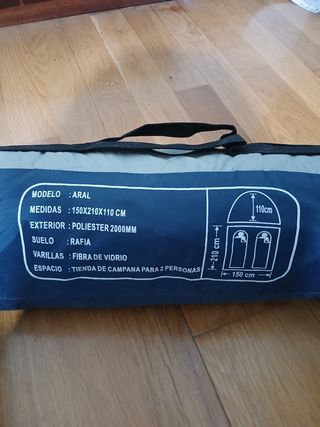 MODELO : ARAL
MEDIDAS : 150X210X110 CM
EXTERIOR : POLIESTER 2000MM
SUELO : RAFIA
VARILLAS : FIBRA DE VIDRIO
ESPACIO : TIENDA DE CAMPANA PARA 2 PERSONAS
110cm
210 cm
150 cm